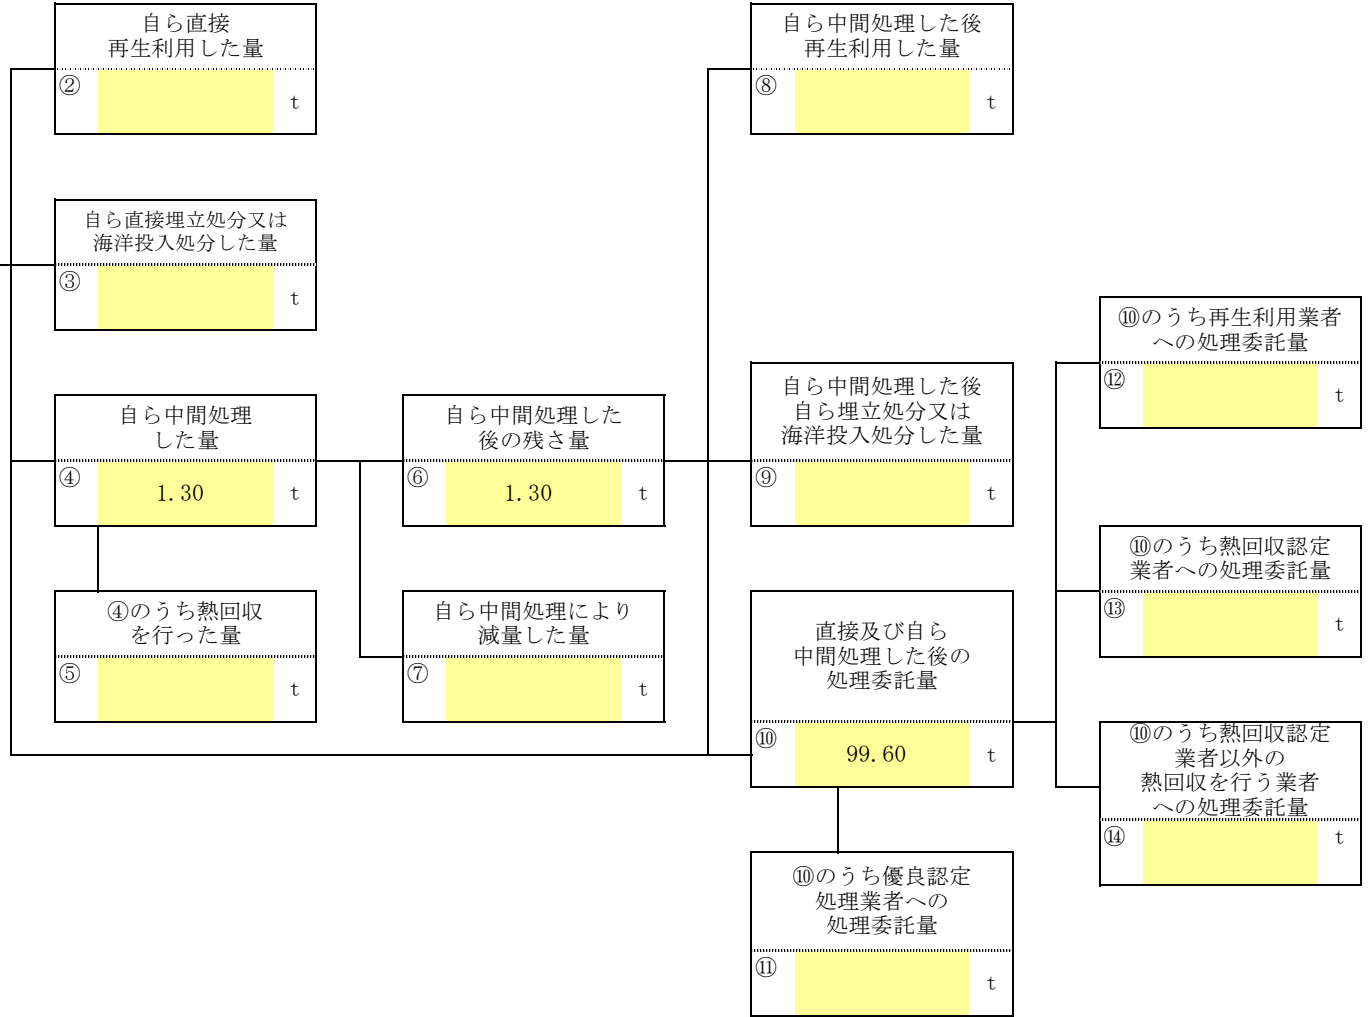 自ら直接
再生利用した量
②
t
自ら中間処理した後
再生利用した量
⑧
t
自ら直接埋立処分又は
海洋投入処分した量
③
t
⑩のうち再生利用業者
への処理委託量
⑫
t
自ら中間処理
した量
④
1.30
t
自ら中間処理した
後の残さ量
⑥
1.30
t
自ら中間処理した後
自ら埋立処分又は
海洋投入処分した量
⑨
t
⑩のうち熱回収認定
業者への処理委託量
⑬
t
④のうち熱回収
を行った量
⑤
t
自ら中間処理により
減量した量
⑦
t
直接及び自ら
中間処理した後の
処理委託量
⑩
99.60
t
⑩のうち熱回収認定
業者以外の
熱回収を行う業者
への処理委託量
⑭
t
⑩のうち優良認定
処理業者への
処理委託量
⑪
t